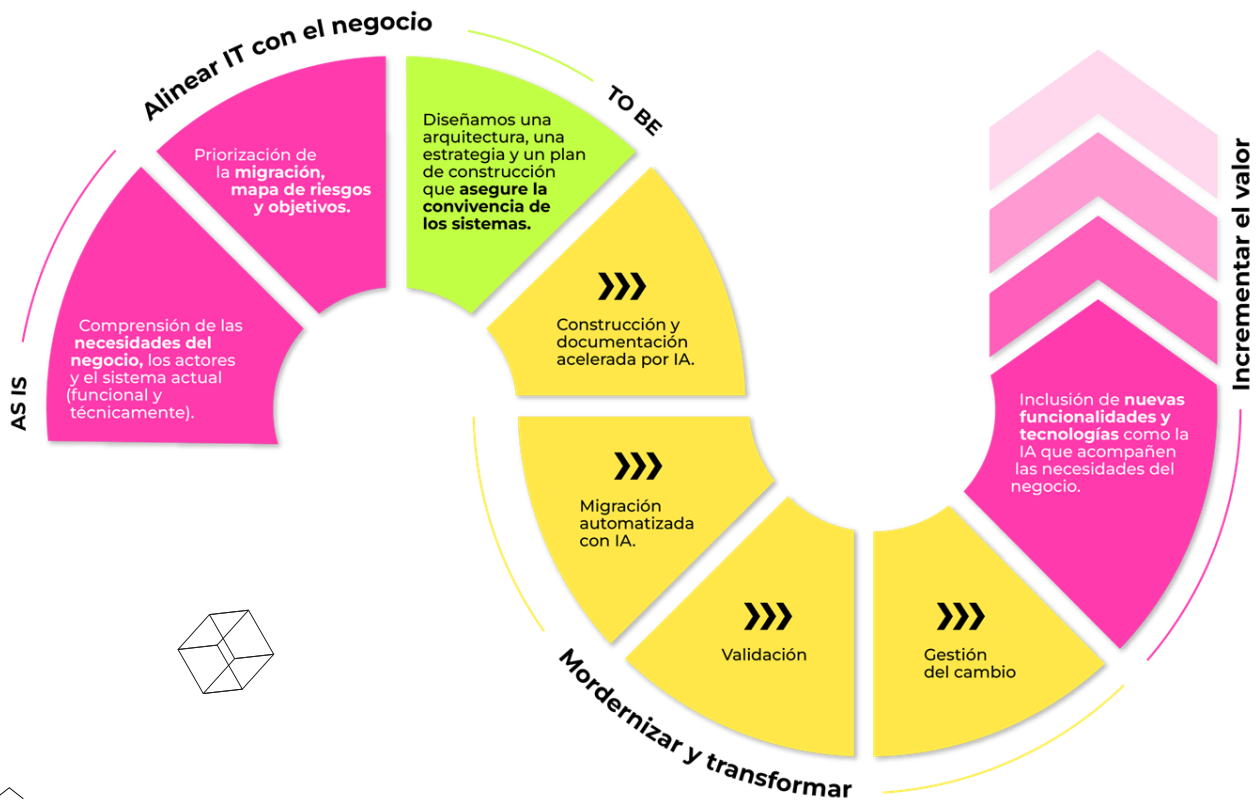 Alinear IT con el negocio
AS IS
Comprensión de las
necesidades del
negocio, los actores
y el sistema actual
(funcional y
técnicamente).
Priorización de
la migración,
mapa de riesgos
y objetivos.
TO BE
Diseñamos una
arquitectura, una
estrategia y un plan
de construcción
que asegure la
convivencia de
los sistemas.
Construcción y
documentación
acelerada por IA.
Migración
automatizada
con IA.
Validación
Gestión
del cambio
Mordernizar y transformar
Inclusión de nuevas
funcionalidades y
tecnologías como la
IA que acompañen
las necesidades del
negocio.
Incrementar el valor